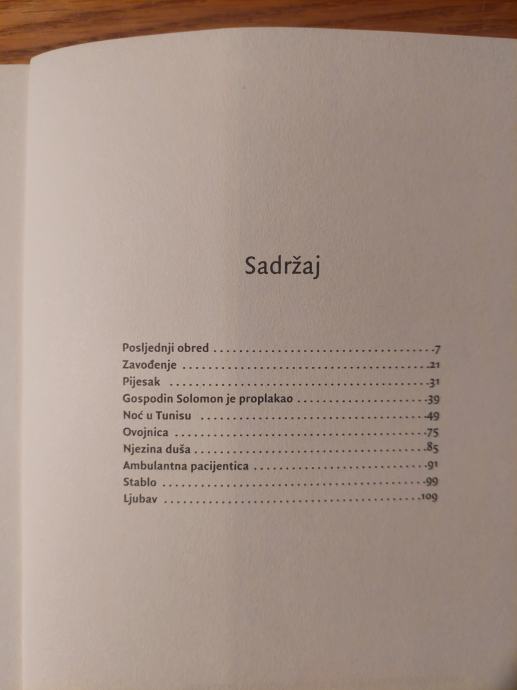 Sadržaj
Posljednji obred ..................................7
Zavođenje ......................................21
Pijesak .........................................31
Gospodin Solomon je proplakao .....................39
Noć u Tunisu ....................................49
Ovojnica .......................................75
Njezina duša ....................................85
Ambulantna pacijentica ...........................91
Stablo .........................................99
Ljubav ........................................109